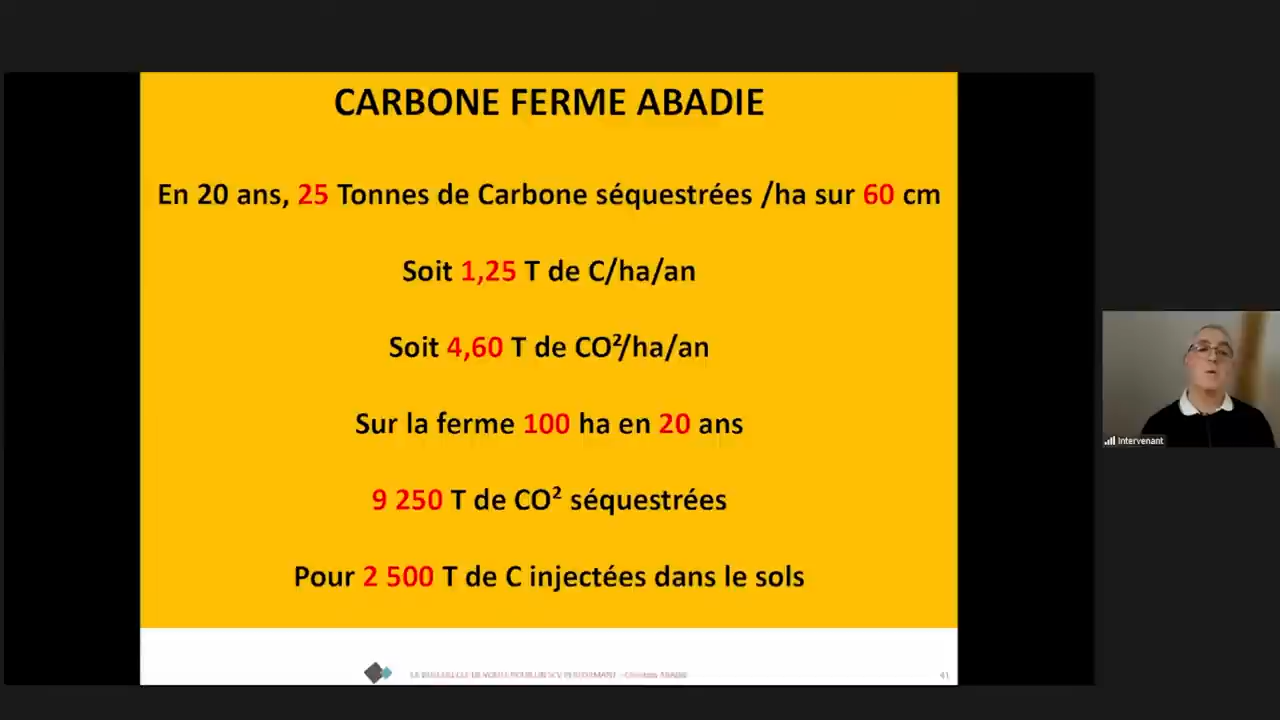 CARBONE FERME ABADIE
En 20 ans, 25 Tonnes de Carbone séquestrées /ha sur 60 cm
Soit 1,25 T de C/ha/an
Soit 4,60 T de CO²/ha/an
Sur la ferme 100 ha en 20 ans
9 250 T de CO² séquestrées
Pour 2 500 T de C injectées dans le sols
Intervenant
ABADIE
41